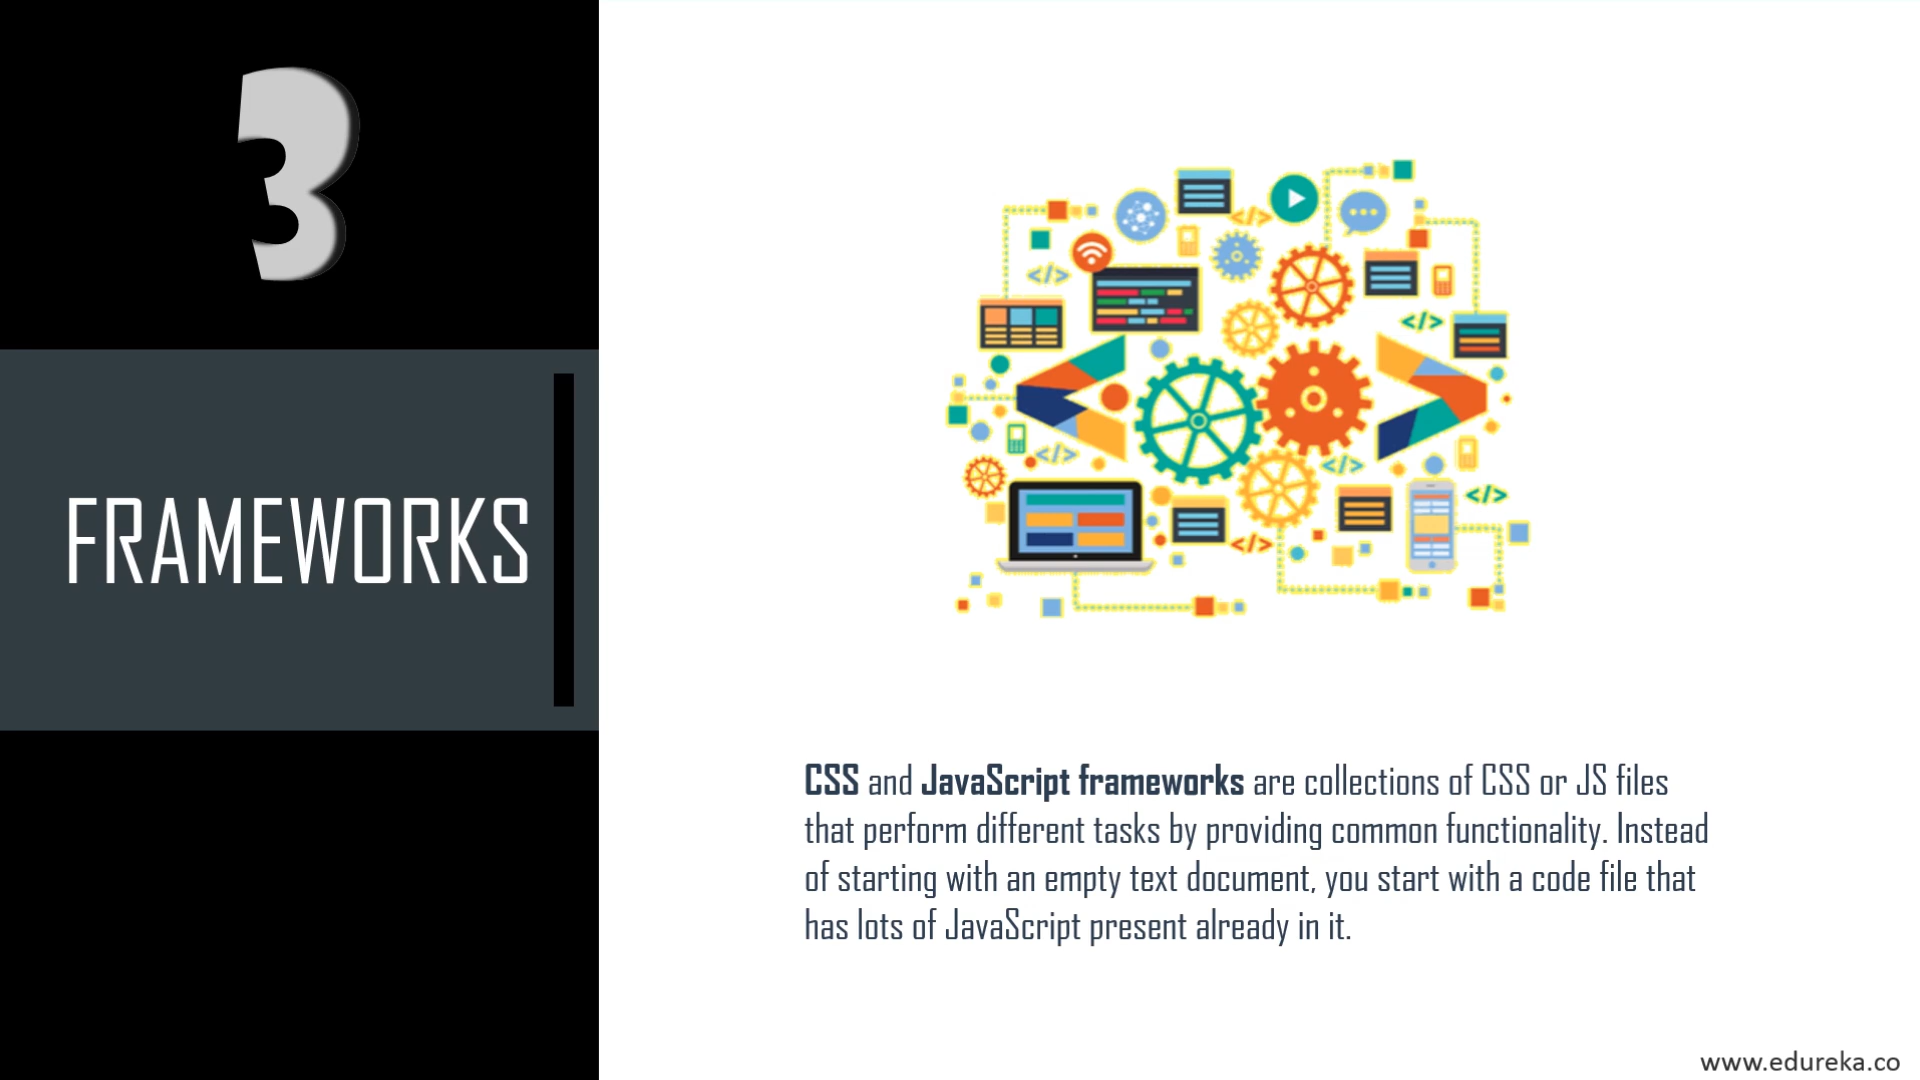 3
FRAMEWORKS
</>
</>
</>
</>
</>
</>
</>
CSS and JavaScript frameworks are collections of CSS or JS files
that perform different tasks by providing common functionality. Instead
of starting with an empty text document, you start with a code file that
has lots of JavaScript present already in it.
www.edureka.co